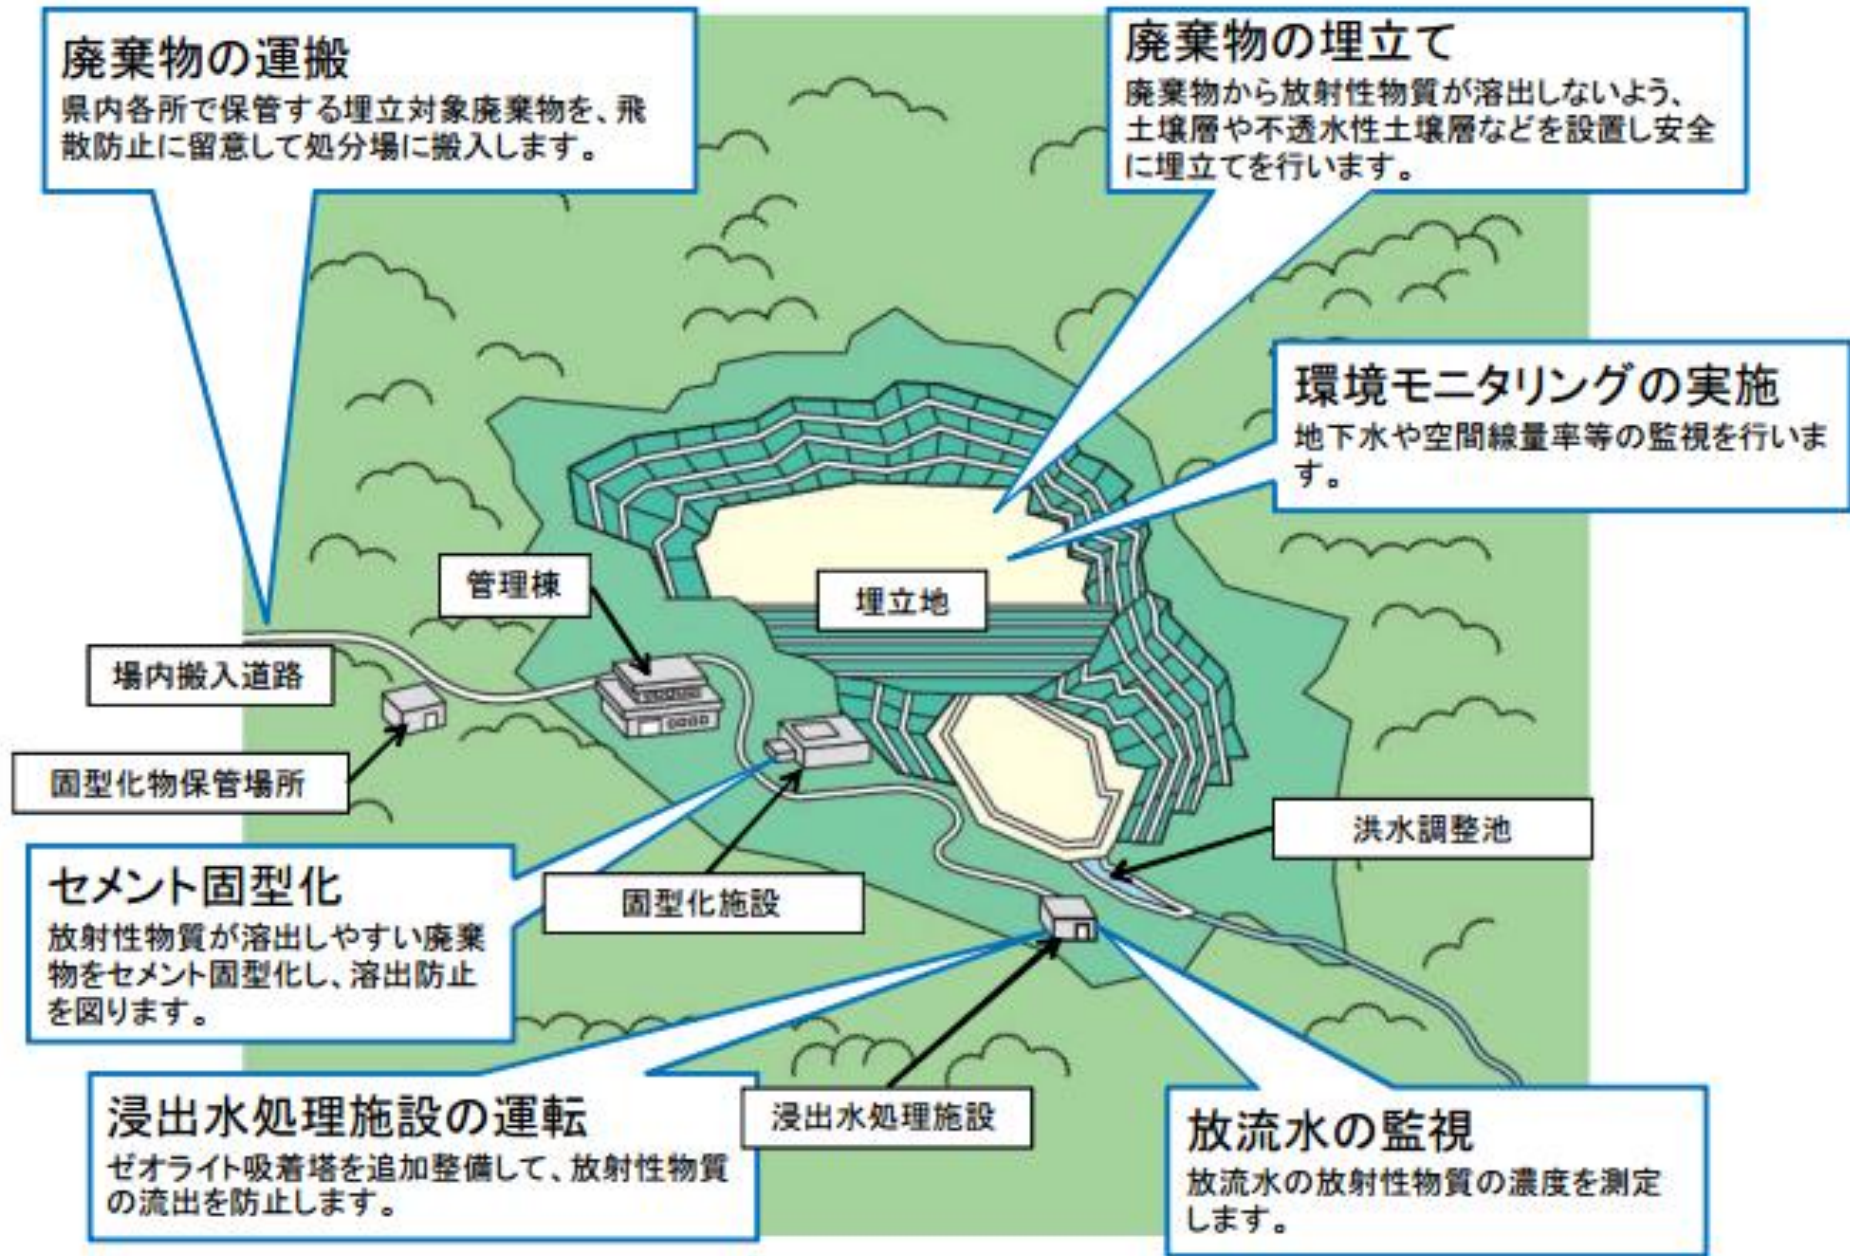 廃棄物の運搬
県内各所で保管する埋立対象廃棄物を、飛
散防止に留意して処分場に搬入します。
廃棄物の埋立て
廃棄物から放射性物質が溶出しないよう、
土壌層や不透水性土壌層などを設置し安全
に埋立てを行います。
環境モニタリングの実施
地下水や空間線量率等の監視を行いま
す。
管理棟
埋立地
場内搬入道路
固型化物保管場所
洪水調整池
セメント固型化
放射性物質が溶出しやすい廃棄
物をセメント固型化し、溶出防止
を図ります。
固型化施設
浸出水処理施設の運転
ゼオライト吸着塔を追加整備して、放射性物質
の流出を防止します。
浸出水処理施設
放流水の監視
放流水の放射性物質の濃度を測定
します。